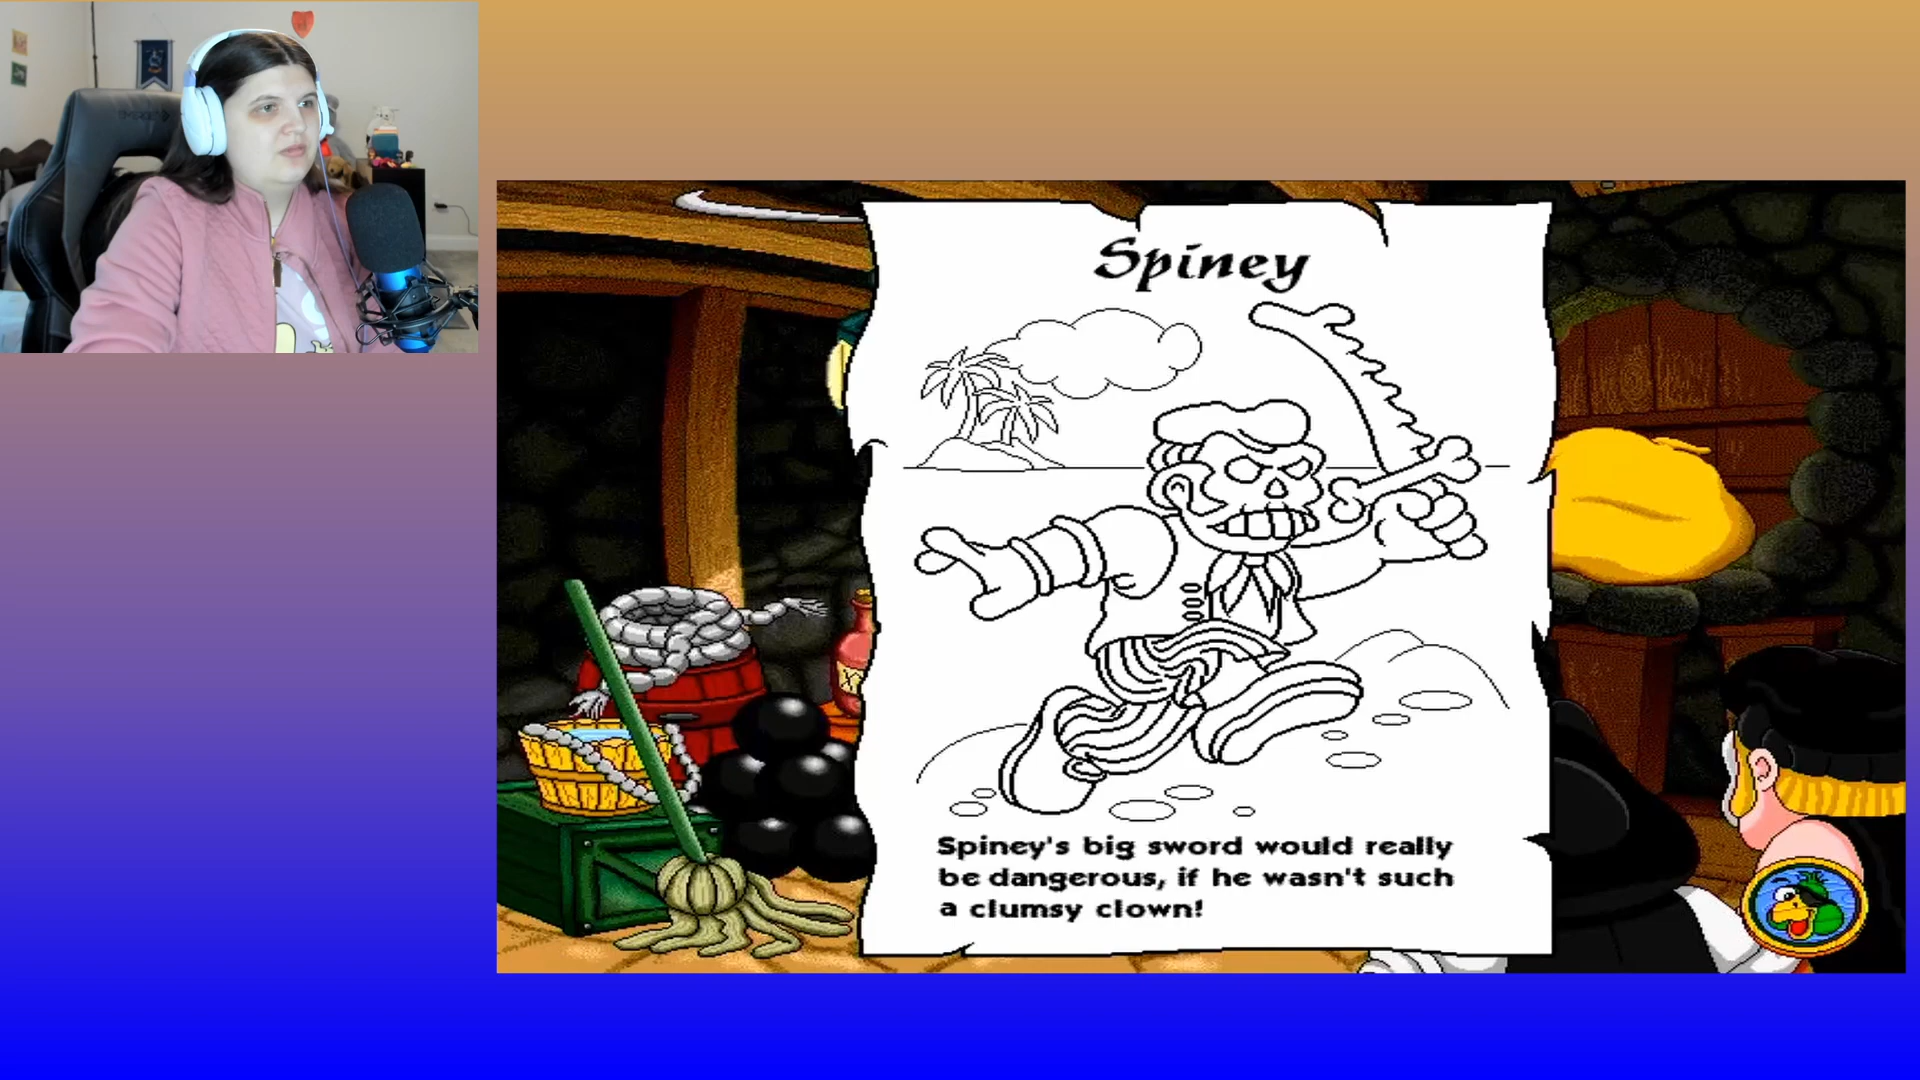 Spiney
Spiney's big sword would really
be dangerous, if he wasn't such
a clumsy clown!